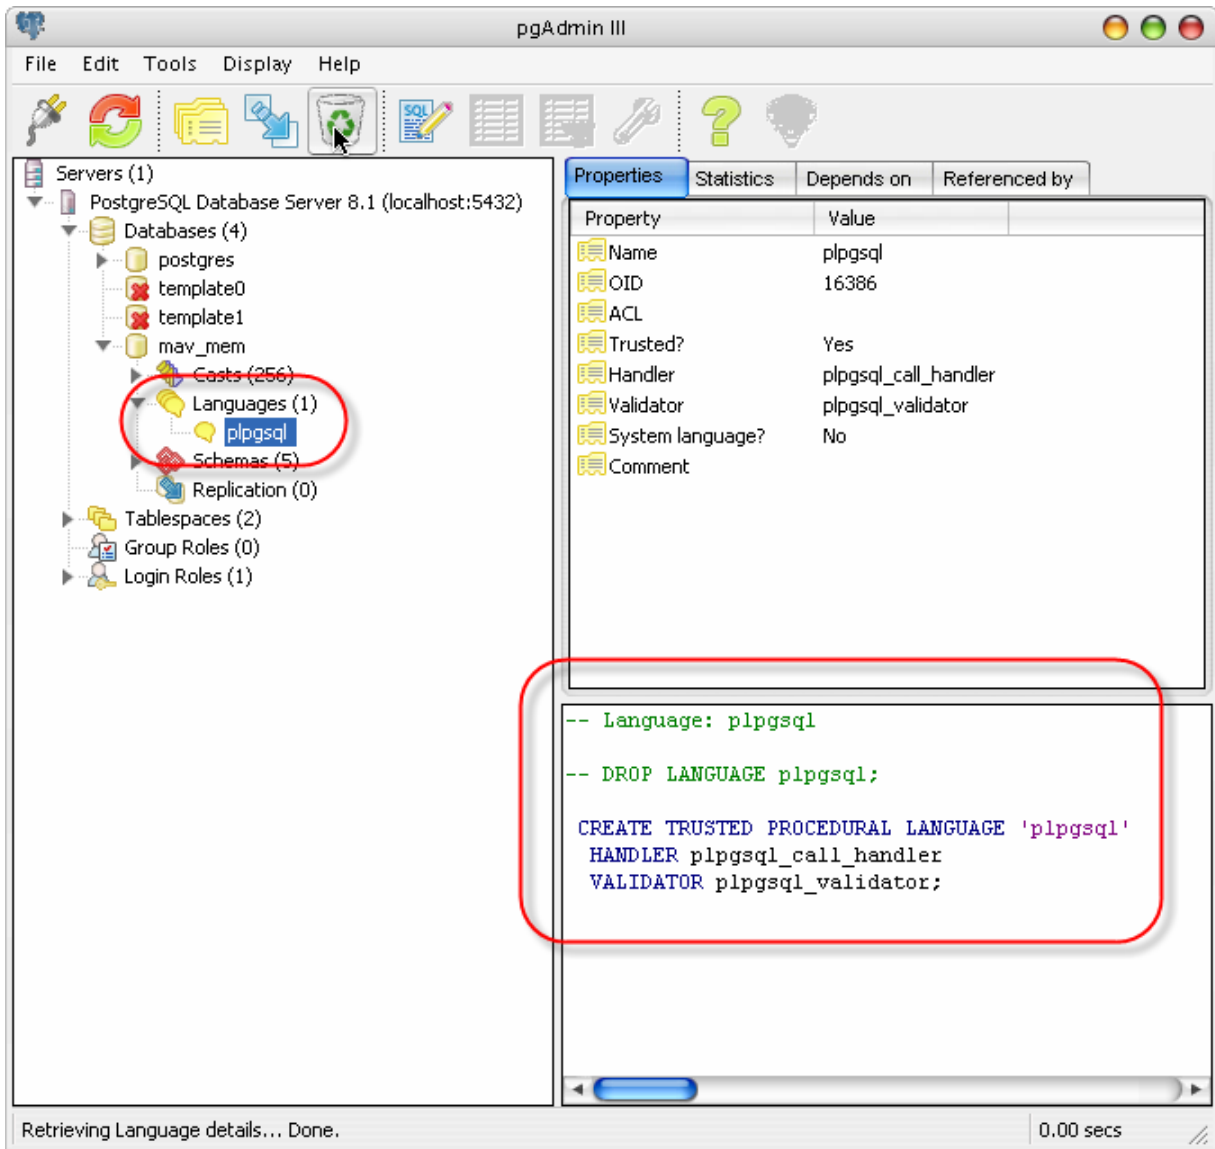 pgAdmin III
File Edit Tools Display Help
SQL
Servers (1)
PostgreSQL Database Server 8.1 (localhost:5432)
Databases (4)
postgres
template0
template1
mav_mem
Casts (256)
Languages (1)
plpgsql
Schemas (5)
Replication (0)
Tablespaces (2)
Group Roles (0)
Login Roles (1)
Properties Statistics Depends on Referenced by
Property Value
Name plpgsql
OID 16386
ACL
Trusted? Yes
Handler plpgsql_call_handler
Validator plpgsql_validator
System language? No
Comment
-- Language: plpgsql
-- DROP LANGUAGE plpgsql;
CREATE TRUSTED PROCEDURAL LANGUAGE 'plpgsql'
HANDLER plpgsql_call_handler
VALIDATOR plpgsql_validator;
Retrieving Language details... Done. 0.00 secs